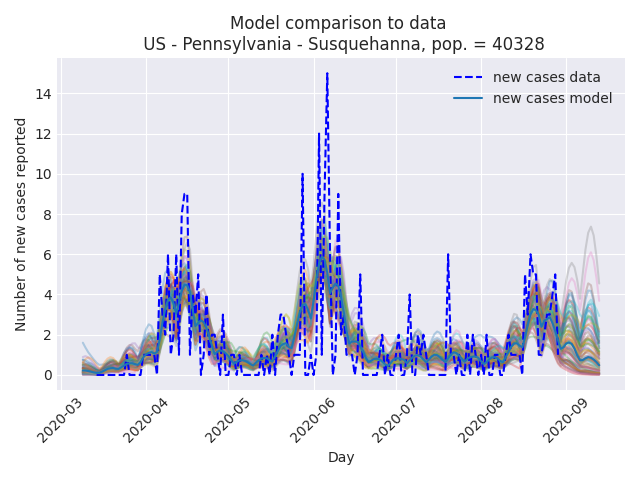 Model comparison to data
US - Pennsylvania - Susquehanna, pop. = 40328
new cases data
new cases model
Number of new cases reported
14
12
10
8
6
4
2
0
2020-03
2020-04
2020-05
2020-06
2020-07
2020-08
2020-09
Day